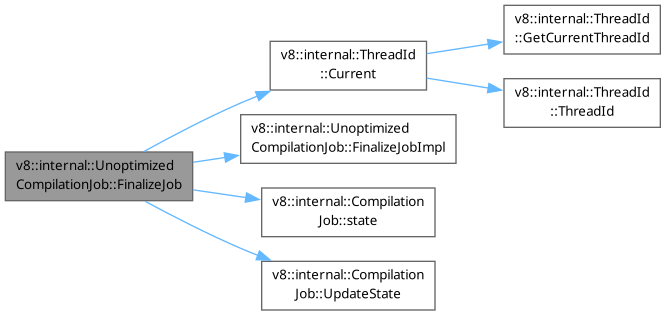 v8::internal::ThreadId
::GetCurrentThreadId
v8::internal::ThreadId
::Current
v8::internal::ThreadId
::ThreadId
v8::internal::Unoptimized
CompilationJob::FinalizeJobImpl
v8::internal::Unoptimized
CompilationJob::FinalizeJob
v8::internal::Compilation
Job::state
v8::internal::Compilation
Job::UpdateState